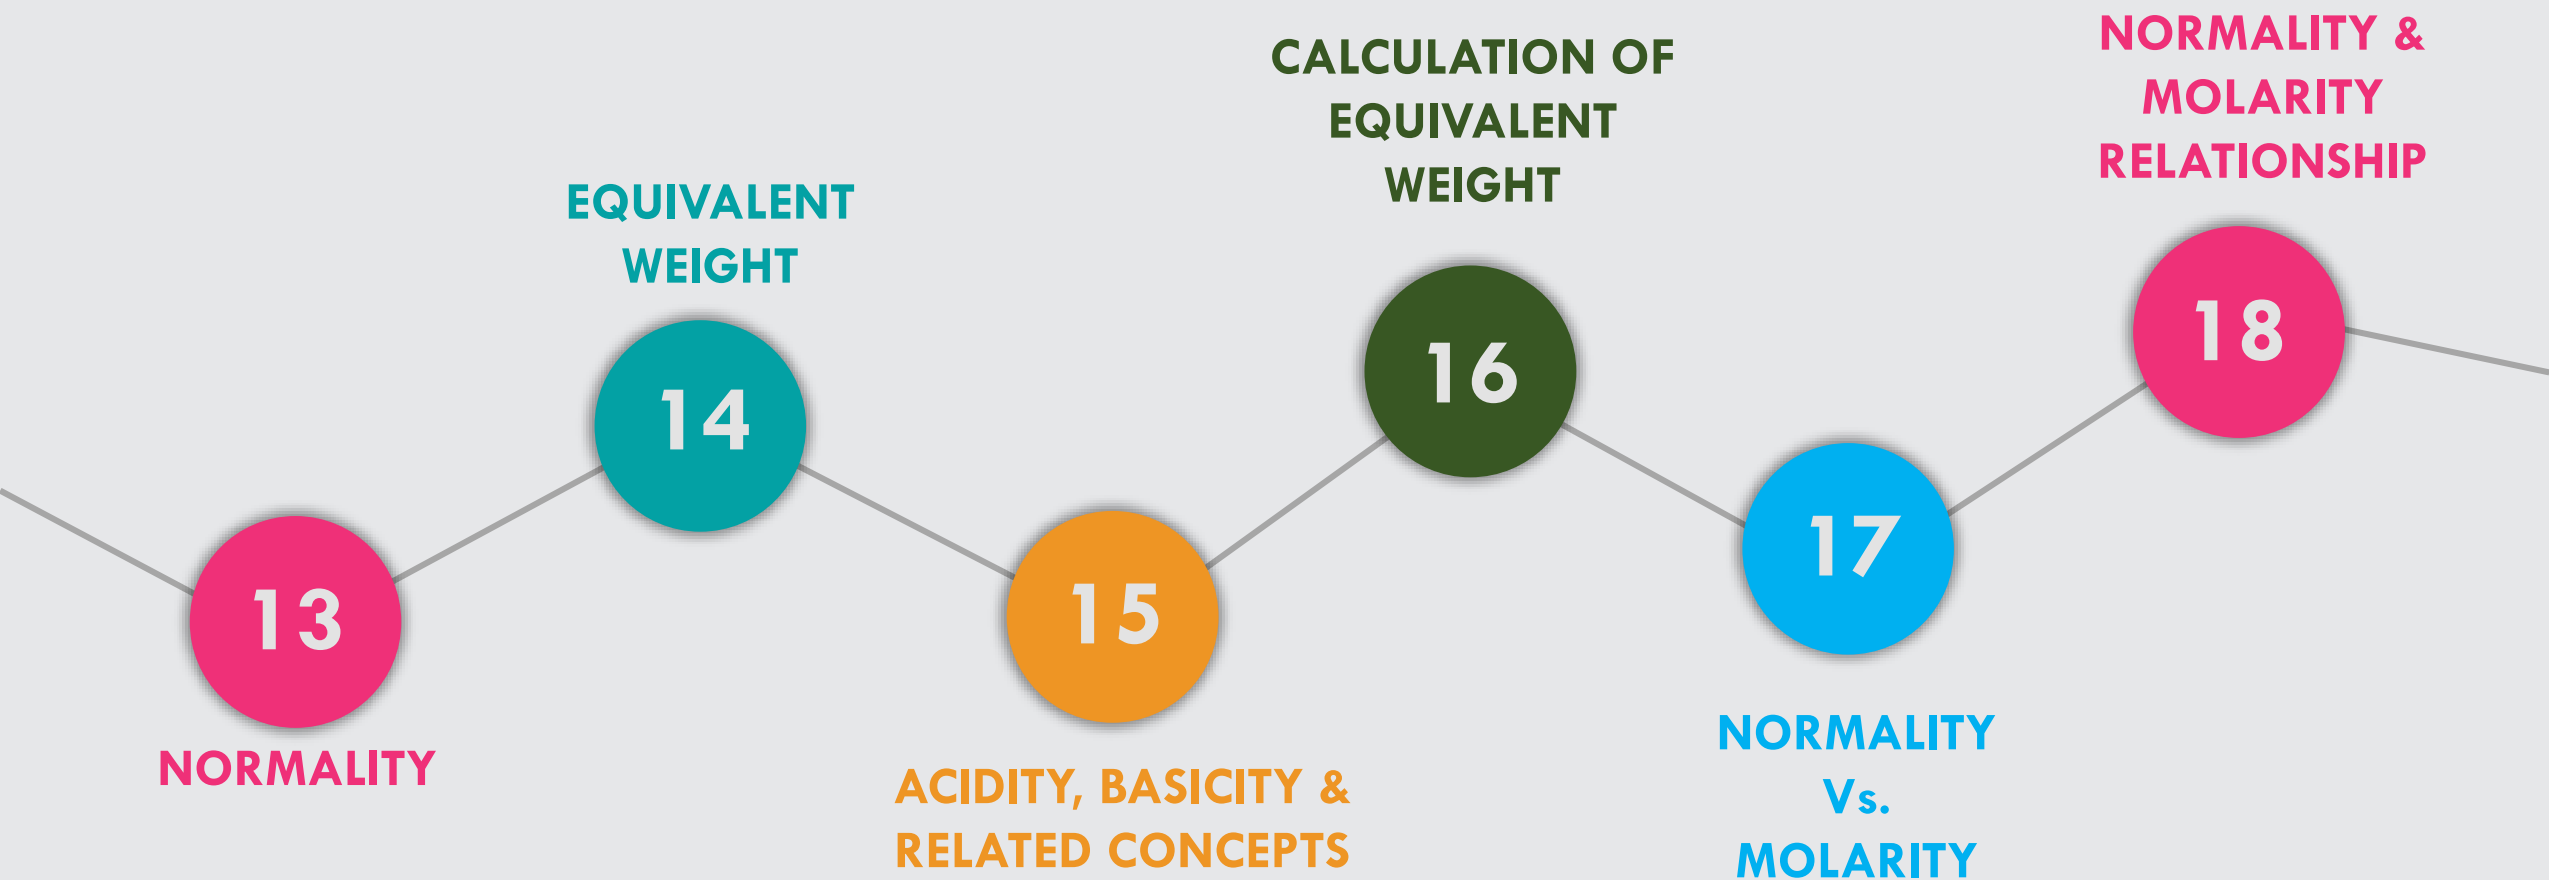 13
NORMALITY
EQUIVALENT
WEIGHT
14
15
ACIDITY, BASICITY &
RELATED CONCEPTS
CALCULATION OF
EQUIVALENT
WEIGHT
16
17
NORMALITY
Vs.
MOLARITY
NORMALITY &
MOLARITY
RELATIONSHIP
18